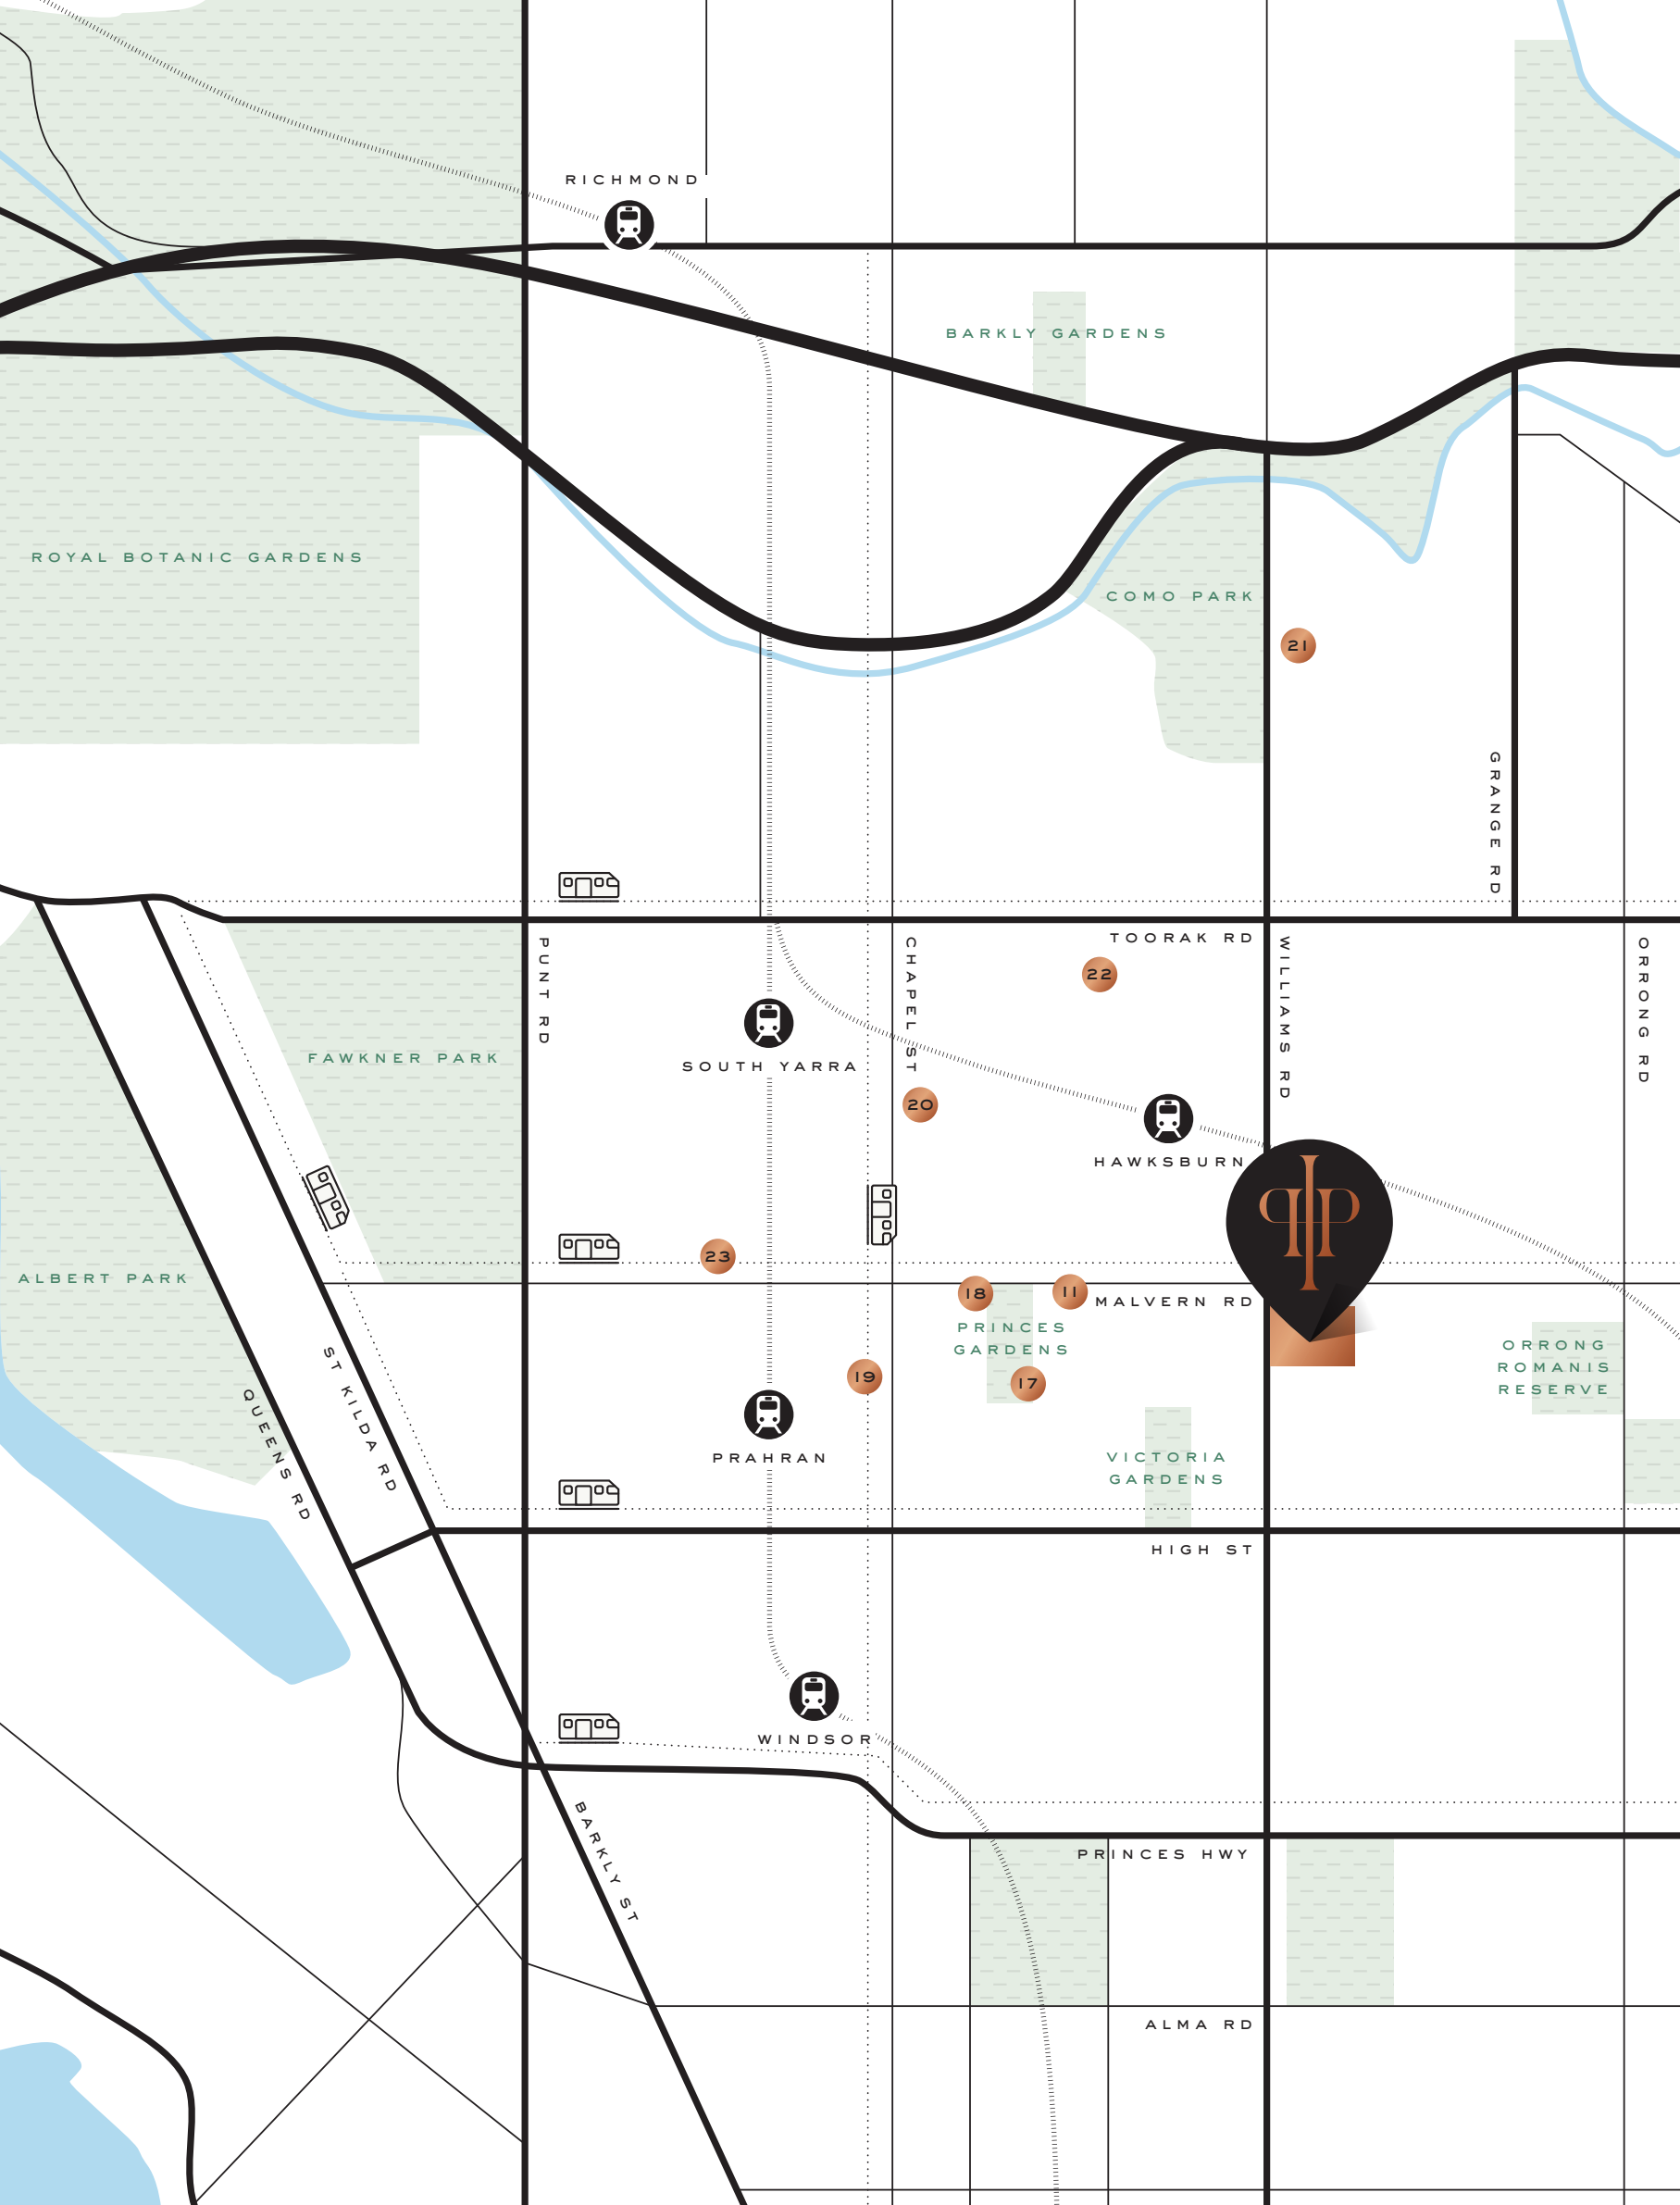 RICHMOND
BARKLY GARDENS
ROYAL BOTANIC GARDENS
COMO PARK
21
GRANGE RD
TOORAK RD
PUNT RD
CHAPEL ST
WILLIAMS RD
ORRONG RD
22
FAWKNER PARK
SOUTH YARRA
20
HAWKSBURN
23
ALBERT PARK
18
11
MALVERN RD
PRINCES
GARDENS
ORRONG
ROMANIS
RESERVE
19
17
ST KILDA RD
QUEENS RD
PRAHRAN
VICTORIA
GARDENS
HIGH ST
WINDSOR
BARKLY ST
PRINCES HWY
ALMA RD